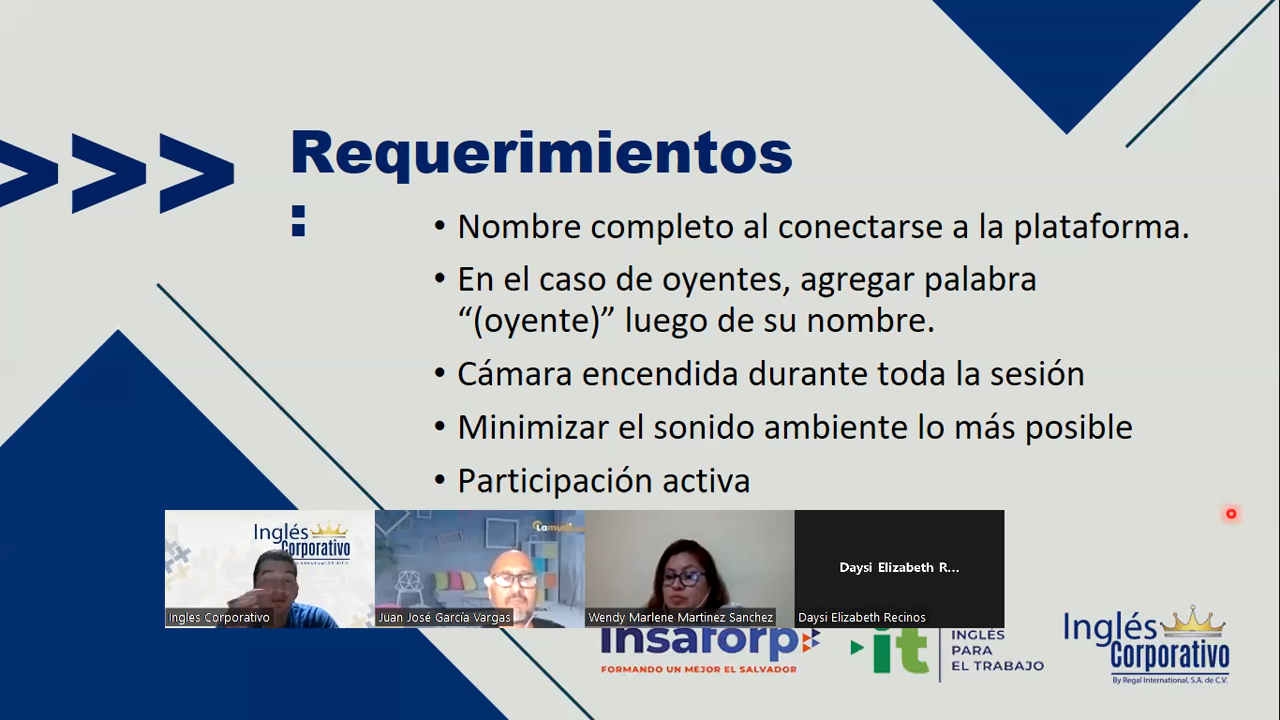 >>> Requerimientos
:
• Nombre completo al conectarse a la plataforma.
• En el caso de oyentes, agregar palabra
“(oyente)” luego de su nombre.
• Cámara encendida durante toda la sesión
• Minimizar el sonido ambiente lo más posible
• Participación activa
Inglés
Corporativo
Lamudi
Daysi Elizabeth R...
Ingles Corporativo
Juan José García Vargas
Wendy Marlene Martinez Sanchez
Daysi Elizabeth Recinos
insaforp
FORMANDO UN MEJOR EL SALVADOR
it
INGLÉS
PARA
EL TRABAJO
Inglés
Corporativo
By Regal International, S.A. de C.V.